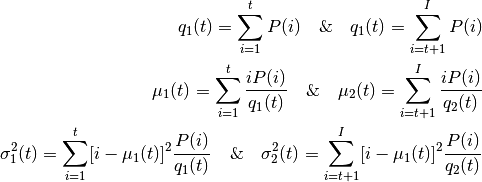 q_1(t) = \sum_{i=1}^{t} P(i) \quad \& \quad q_1(t) = \sum_{i=t+1}^{I} P(i)
\mu_1(t) = \sum_{i=1}^{t} \frac{iP(i)}{q_1(t)} \quad \& \quad \mu_2(t) = \sum_{i=t+1}^{I} \frac{iP(i)}{q_2(t)}
\sigma_1^2(t) = \sum_{i=1}^{t} [i - \mu_1(t)]^2 \frac{P(i)}{q_1(t)} \quad \& \quad \sigma_2^2(t) = \sum_{i=t+1}^{I} [i - \mu_1(t)]^2 \frac{P(i)}{q_2(t)}